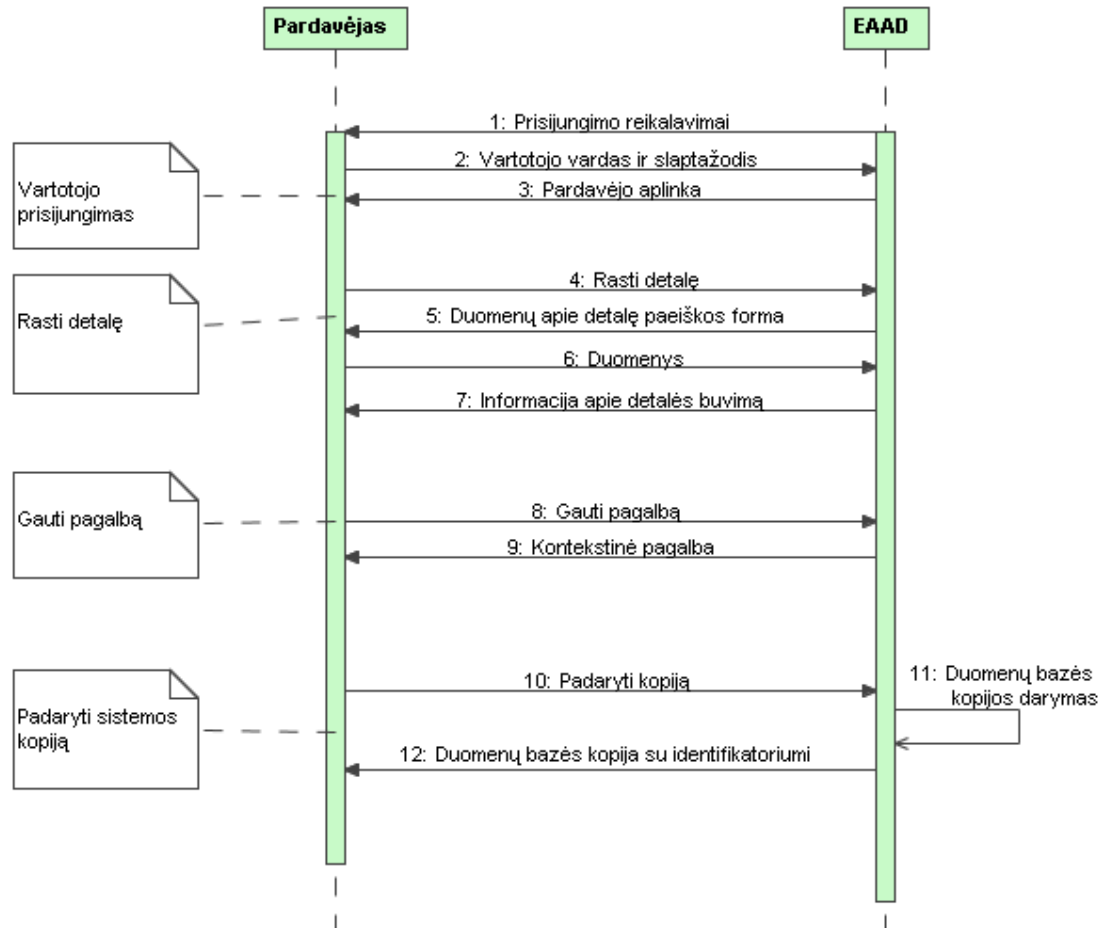 Pardavėjas
EAAD
1: Prisijungimo reikalavimai
2: Vartotojo vardas ir slaptažodis
Vartotojo
prisijungimas
3: Pardavėjo aplinka
4: Rasti detalę
Rasti detalę
5: Duomenų apie detalę paeiškos forma
6: Duomenys
7: Informacija apie detalės buvimą
Gauti pagalbą
8: Gauti pagalbą
9: Kontekstinė pagalba
10: Padaryti kopiją
11: Duomenų bazės
kopijos darymas
Padaryti sistemos
kopiją
12: Duomenų bazės kopija su identifikatoriumi